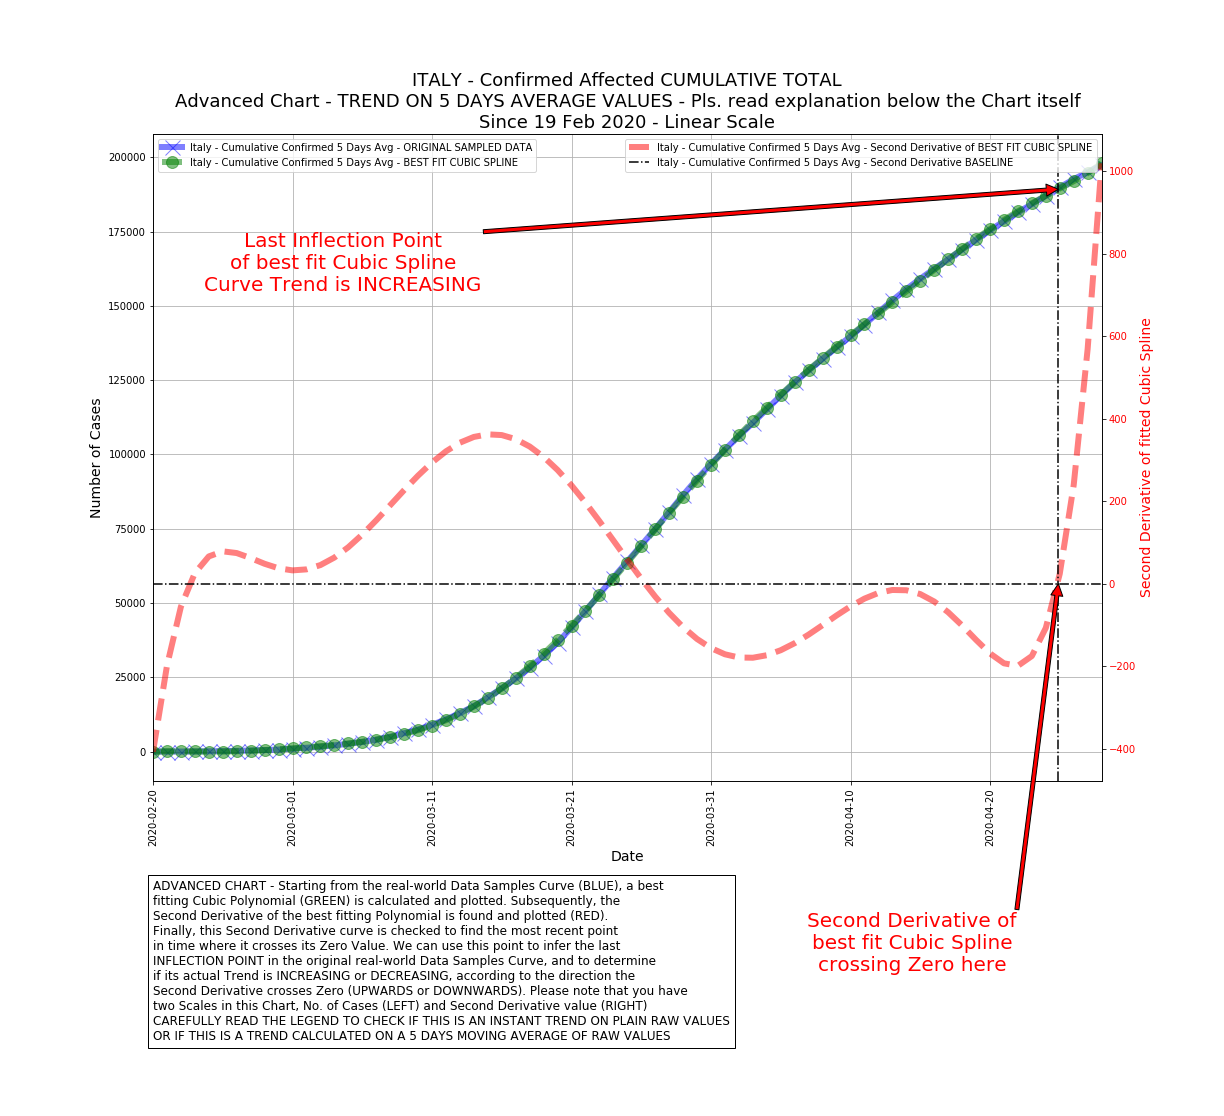 ITALY - Confirmed Affected CUMULATIVE TOTAL
Advanced Chart - TREND ON 5 DAYS AVERAGE VALUES - Pls. read explanation below the Chart itself
Since 19 Feb 2020 - Linear Scale
Italy - Cumulative Confirmed 5 Days Avg - ORIGINAL SAMPLED DATA
Italy - Cumulative Confirmed 5 Days Avg - BEST FIT CUBIC SPLINE
Italy - Cumulative Confirmed 5 Days Avg - Second Derivative of BEST FIT CUBIC SPLINE
Italy - Cumulative Confirmed 5 Days Avg - Second Derivative BASELINE
Last Inflection Point
of best fit Cubic Spline
Curve Trend is INCREASING
Number of Cases
200000
175000
150000
125000
100000
75000
50000
25000
0
1000
800
600
400
200
0
−200
−400
Second Derivative of fitted Cubic Spline
2020-02-20
2020-03-01
2020-03-11
2020-03-21
2020-03-31
2020-04-10
2020-04-20
Date
ADVANCED CHART - Starting from the real-world Data Samples Curve (BLUE), a best
fitting Cubic Polynomial (GREEN) is calculated and plotted. Subsequently, the
Second Derivative of the best fitting Polynomial is found and plotted (RED).
Finally, this Second Derivative curve is checked to find the most recent point
in time where it crosses its Zero Value. We can use this point to infer the last
INFLECTION POINT in the original real-world Data Samples Curve, and to determine
if its actual Trend is INCREASING or DECREASING, according to the direction the
Second Derivative crosses Zero (UPWARDS or DOWNWARDS). Please note that you have
two Scales in this Chart, No. of Cases (LEFT) and Second Derivative value (RIGHT)
CAREFULLY READ THE LEGEND TO CHECK IF THIS IS AN INSTANT TREND ON PLAIN RAW VALUES
OR IF THIS IS A TREND CALCULATED ON A 5 DAYS MOVING AVERAGE OF RAW VALUES
Second Derivative of
best fit Cubic Spline
crossing Zero here